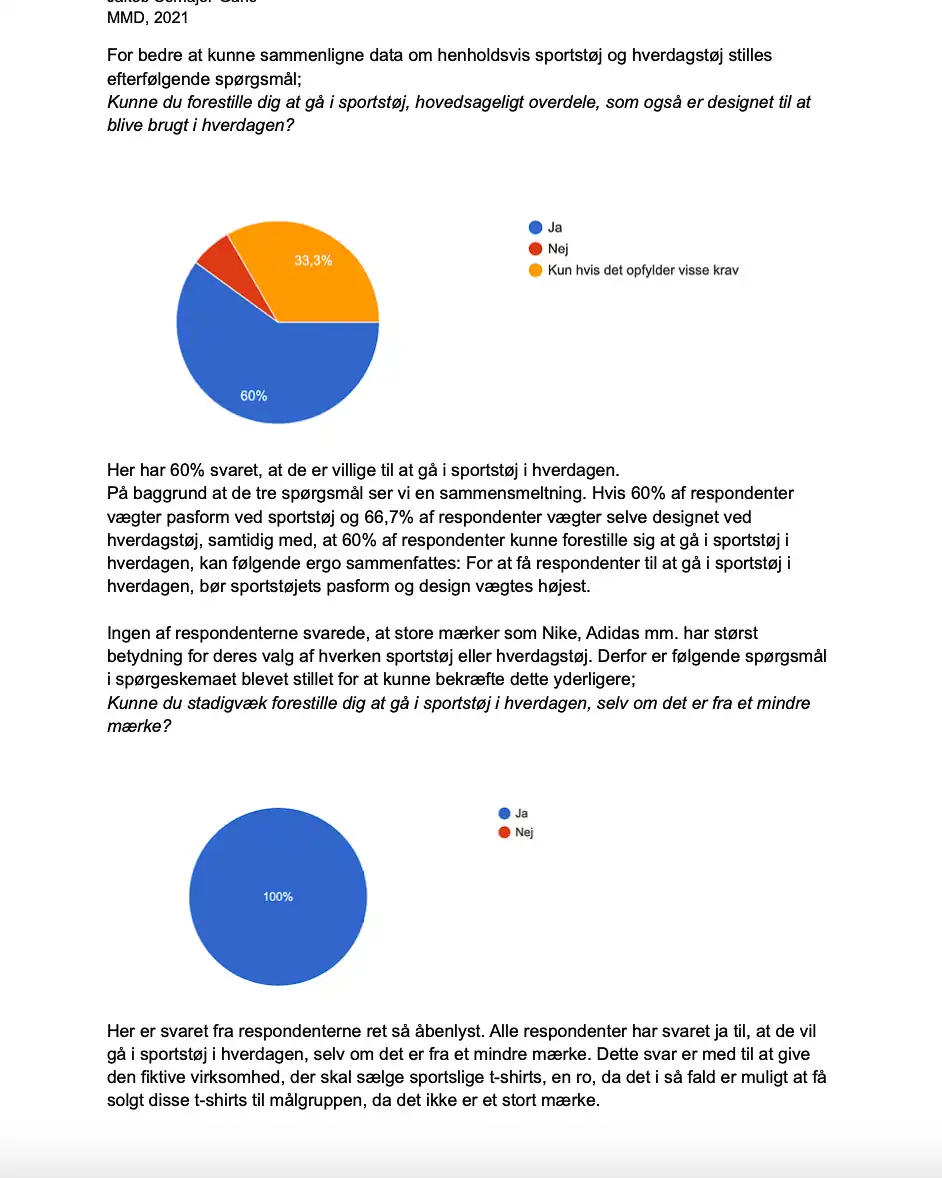 MMD, 2021
For bedre at kunne sammenligne data om henholdsvis sportstøj og hverdagstøj stilles
efterfølgende spørgsmål;
Kunne du forestille dig at gå i sportstøj, hovedsageligt overdele, som også er designet til at
blive brugt i hverdagen?
Ja
Nej
Kun hvis det opfylder visse krav
33,3%
60%
Her har 60% svaret, at de er villige til at gå i sportstøj i hverdagen.
På baggrund at de tre spørgsmål ser vi en sammensmeltning. Hvis 60% af respondenter
vægter pasform ved sportstøj og 66,7% af respondenter vægter selve designet ved
hverdagstøj, samtidig med, at 60% af respondenter kunne forestille sig at gå i sportstøj i
hverdagen, kan følgende ergo sammenfattes: For at få respondenter til at gå i sportstøj i
hverdagen, bør sportstøjets pasform og design vægtes højest.
Ingen af respondenterne svarede, at store mærker som Nike, Adidas mm. har størst
betydning for deres valg af hverken sportstøj eller hverdagstøj. Derfor er følgende spørgsmål
i spørgeskemaet blevet stillet for at kunne bekræfte dette yderligere;
Kunne du stadigvæk forestille dig at gå i sportstøj i hverdagen, selv om det er fra et mindre
mærke?
Ja
Nej
100%
Her er svaret fra respondenterne ret så åbenlyst. Alle respondenter har svaret ja til, at de vil
gå i sportstøj i hverdagen, selv om det er fra et mindre mærke. Dette svar er med til at give
den fiktive virksomhed, der skal sælge sportslige t-shirts, en ro, da det i så fald er muligt at få
solgt disse t-shirts til målgruppen, da det ikke er et stort mærke.